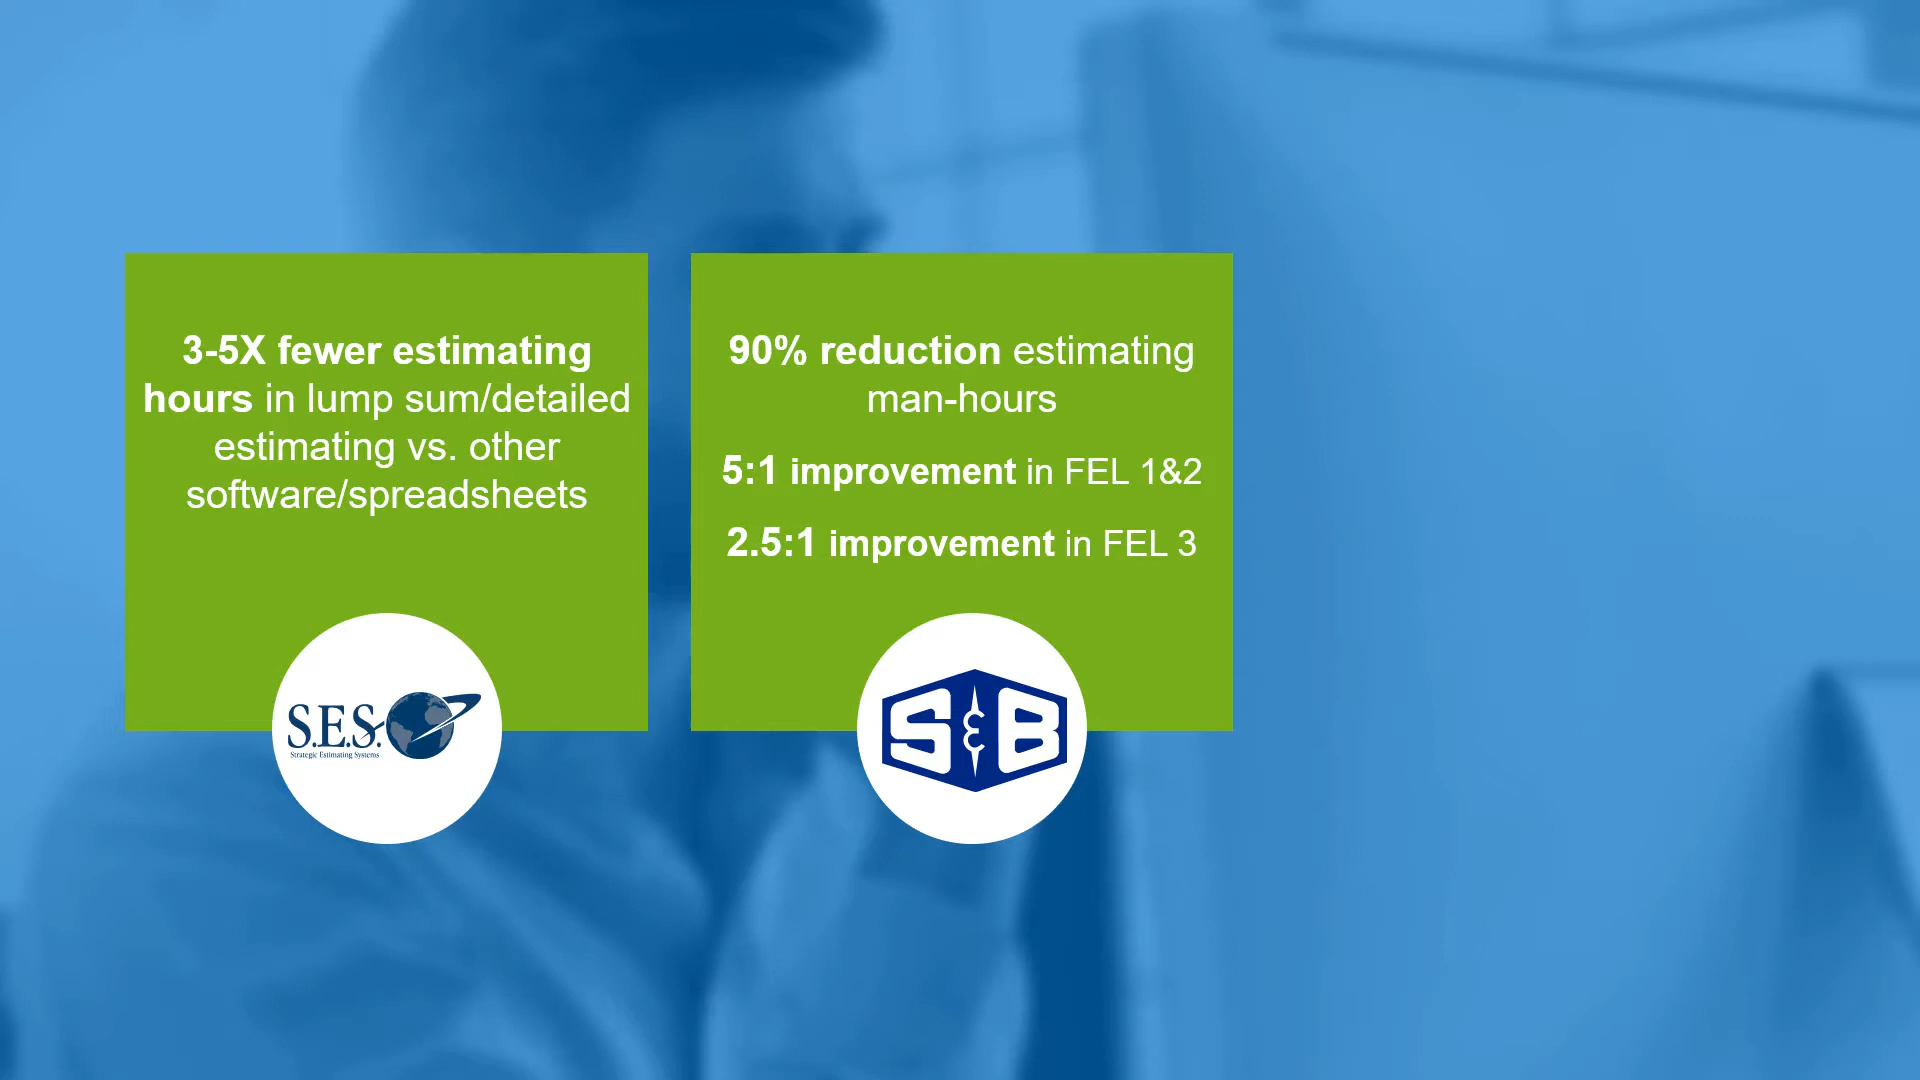 3-5X fewer estimating
hours in lump sum/detailed
estimating vs. other
software/spreadsheets
S.E.S.
Strategic Estimating Systems
90% reduction estimating
man-hours
5:1 improvement in FEL 1&2
2.5:1 improvement in FEL 3
S&B